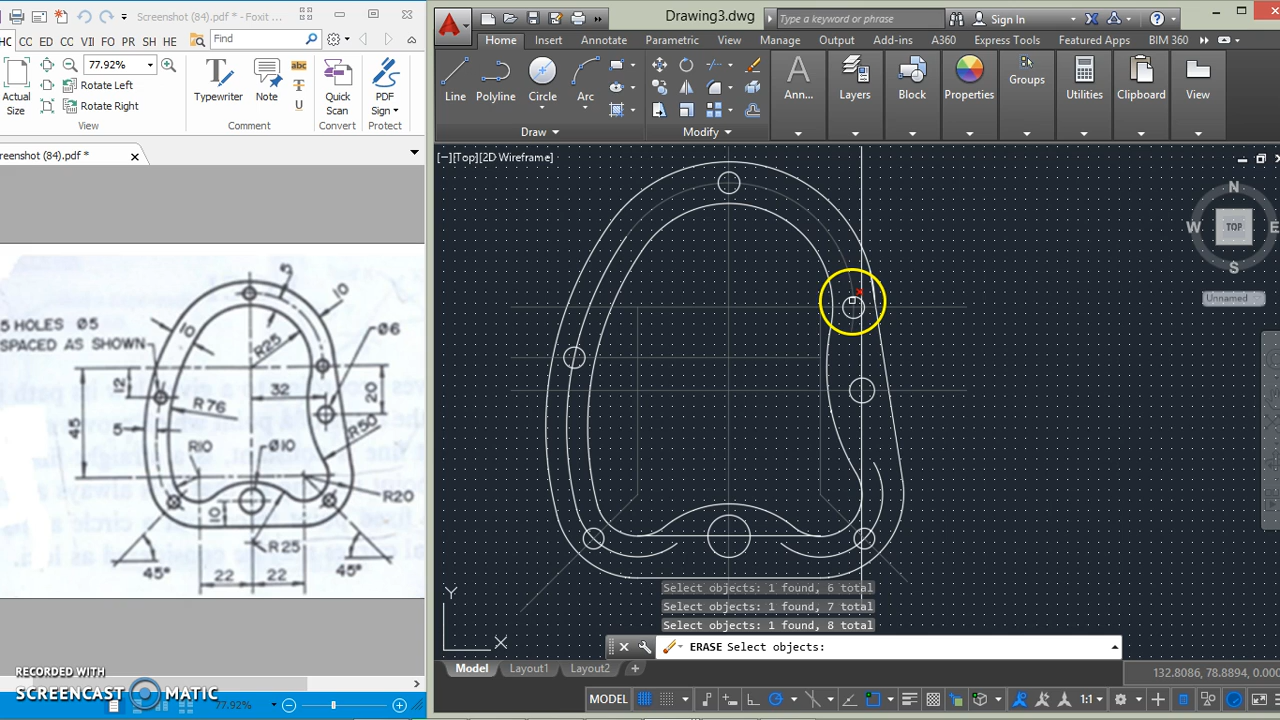 Screenshot (84).pdf * - Foxit ...
HC CC ED CC VII FO PR SH HE
Find
Actual Size
77.92%
Rotate Left
Rotate Right
View
Typewriter
Note
Comment
Quick Scan
Convert
PDF Sign
Protect
reenshot (84).pdf *
5 HOLES Ø5
SPACED AS SHOWN
5
10
10
R25
Ø6
12
32
20
45
R76
5
R10
Ø10
R50
R20
10
R25
45°
45°
22
22
RECORDED WITH
SCREENCAST MATIC
77.92%
Drawing3.dwg
Type a keyword or phrase
Sign In
Home Insert Annotate Parametric View Manage Output Add-ins A360 Express Tools Featured Apps BIM 360
Line
Polyline
Circle
Arc
Draw
Modify
Ann...
Layers
Block
Properties
Groups
Utilities
Clipboard
View
[−][Top][2D Wireframe]
N
W
TOP
E
S
Unnamed
Y
X
Select objects: 1 found, 6 total
Select objects: 1 found, 7 total
Select objects: 1 found, 8 total
ERASE Select objects:
Model Layout1 Layout2 +
132.8086, 78.8894, 0.000
MODEL
1:1